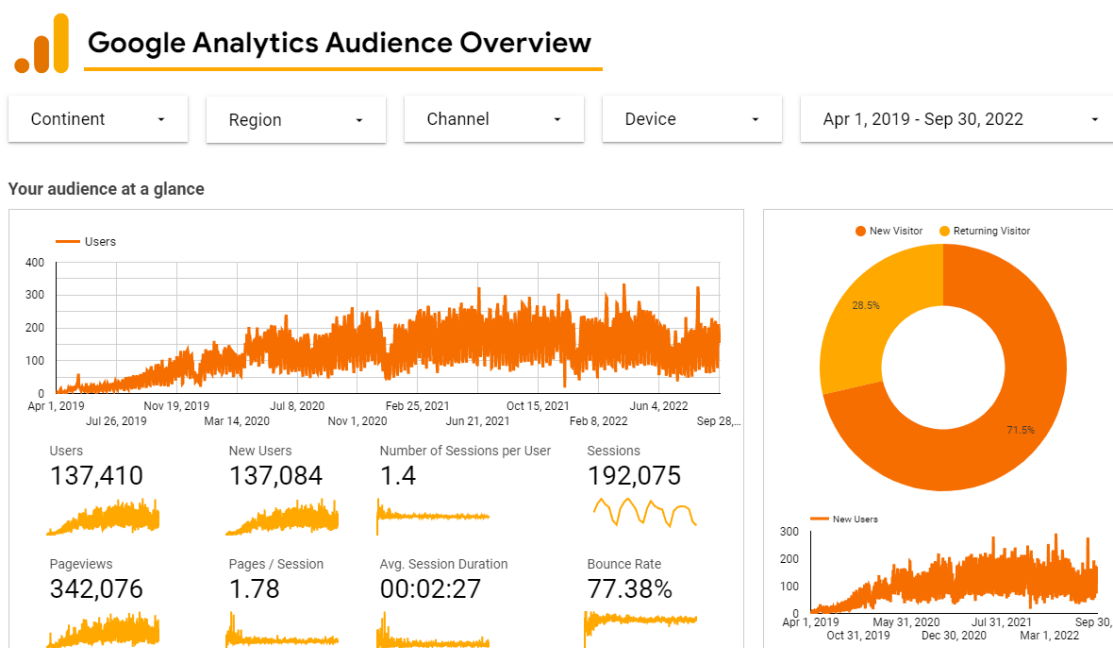 Google Analytics Audience Overview
Continent
Region
Channel
Device
Apr 1, 2019 - Sep 30, 2022
Your audience at a glance
Users
400
300
200
100
0
Apr 1, 2019
Jul 26, 2019
Nov 19, 2019
Mar 14, 2020
Jul 8, 2020
Nov 1, 2020
Feb 25, 2021
Jun 21, 2021
Oct 15, 2021
Feb 8, 2022
Jun 4, 2022
Sep 28,...
Users
137,410
New Users
137,084
Number of Sessions per User
1.4
Sessions
192,075
Pageviews
342,076
Pages / Session
1.78
Avg. Session Duration
00:02:27
Bounce Rate
77.38%
New Visitor
Returning Visitor
28.5%
71.5%
New Users
300
200
100
0
Apr 1, 2019
Oct 31, 2019
May 31, 2020
Dec 30, 2020
Jul 31, 2021
Mar 1, 2022
Sep 30,